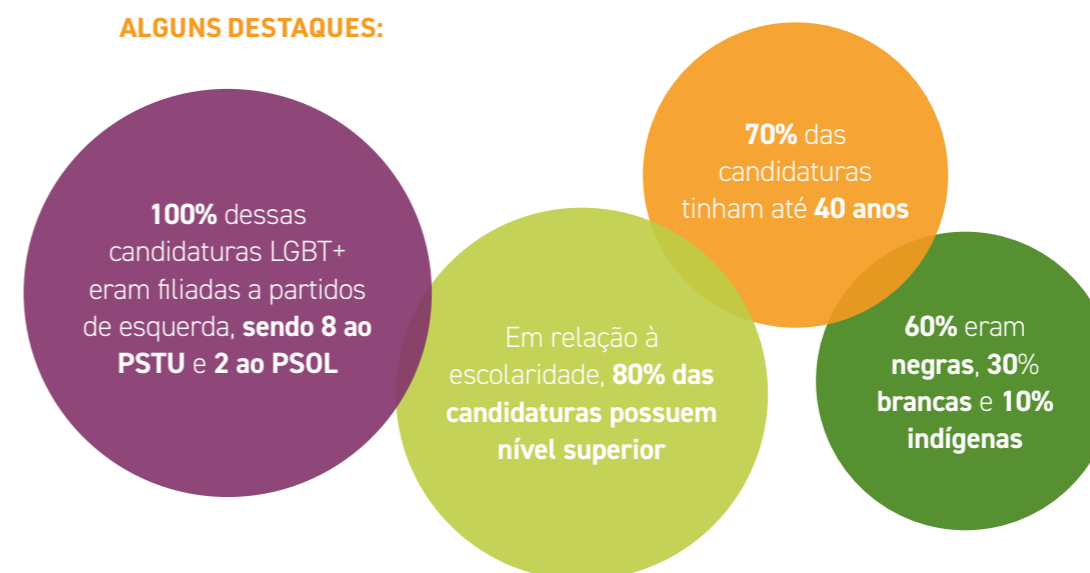 ALGUNS DESTAQUES:
100% dessas
candidaturas LGBT+
eram filiadas a partidos
de esquerda, sendo 8 ao
PSTU e 2 ao PSOL
Em relação à
escolaridade, 80% das
candidaturas possuem
nível superior
70% das
candidaturas
tinham até 40 anos
60% eram
negras, 30%
brancas e 10%
indígenas